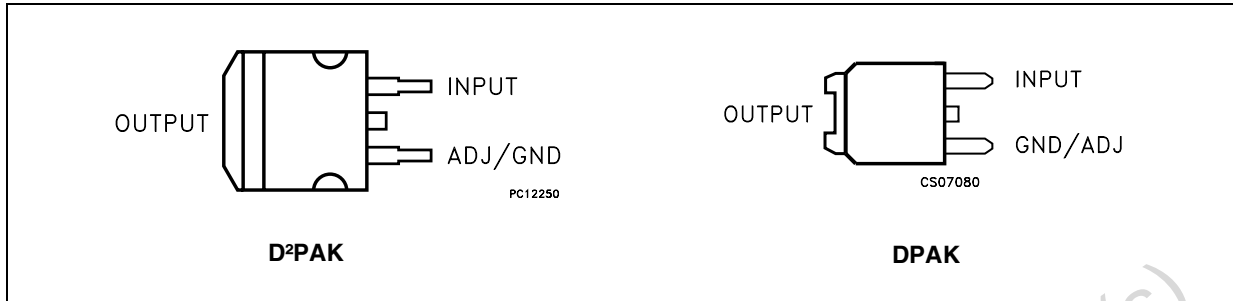 INPUT
OUTPUT
ADJ/GND
PC12250
D²PAK
INPUT
OUTPUT
GND/ADJ
CS07080
DPAK